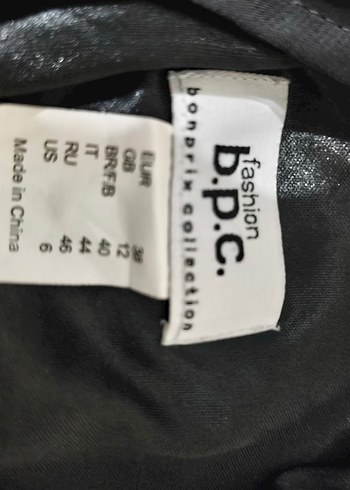 fashion
b.p.c.
bonprix collection
EUR 38
GB 12
BR/F/B 40
IT 44
RU 46
US 6
Made in China